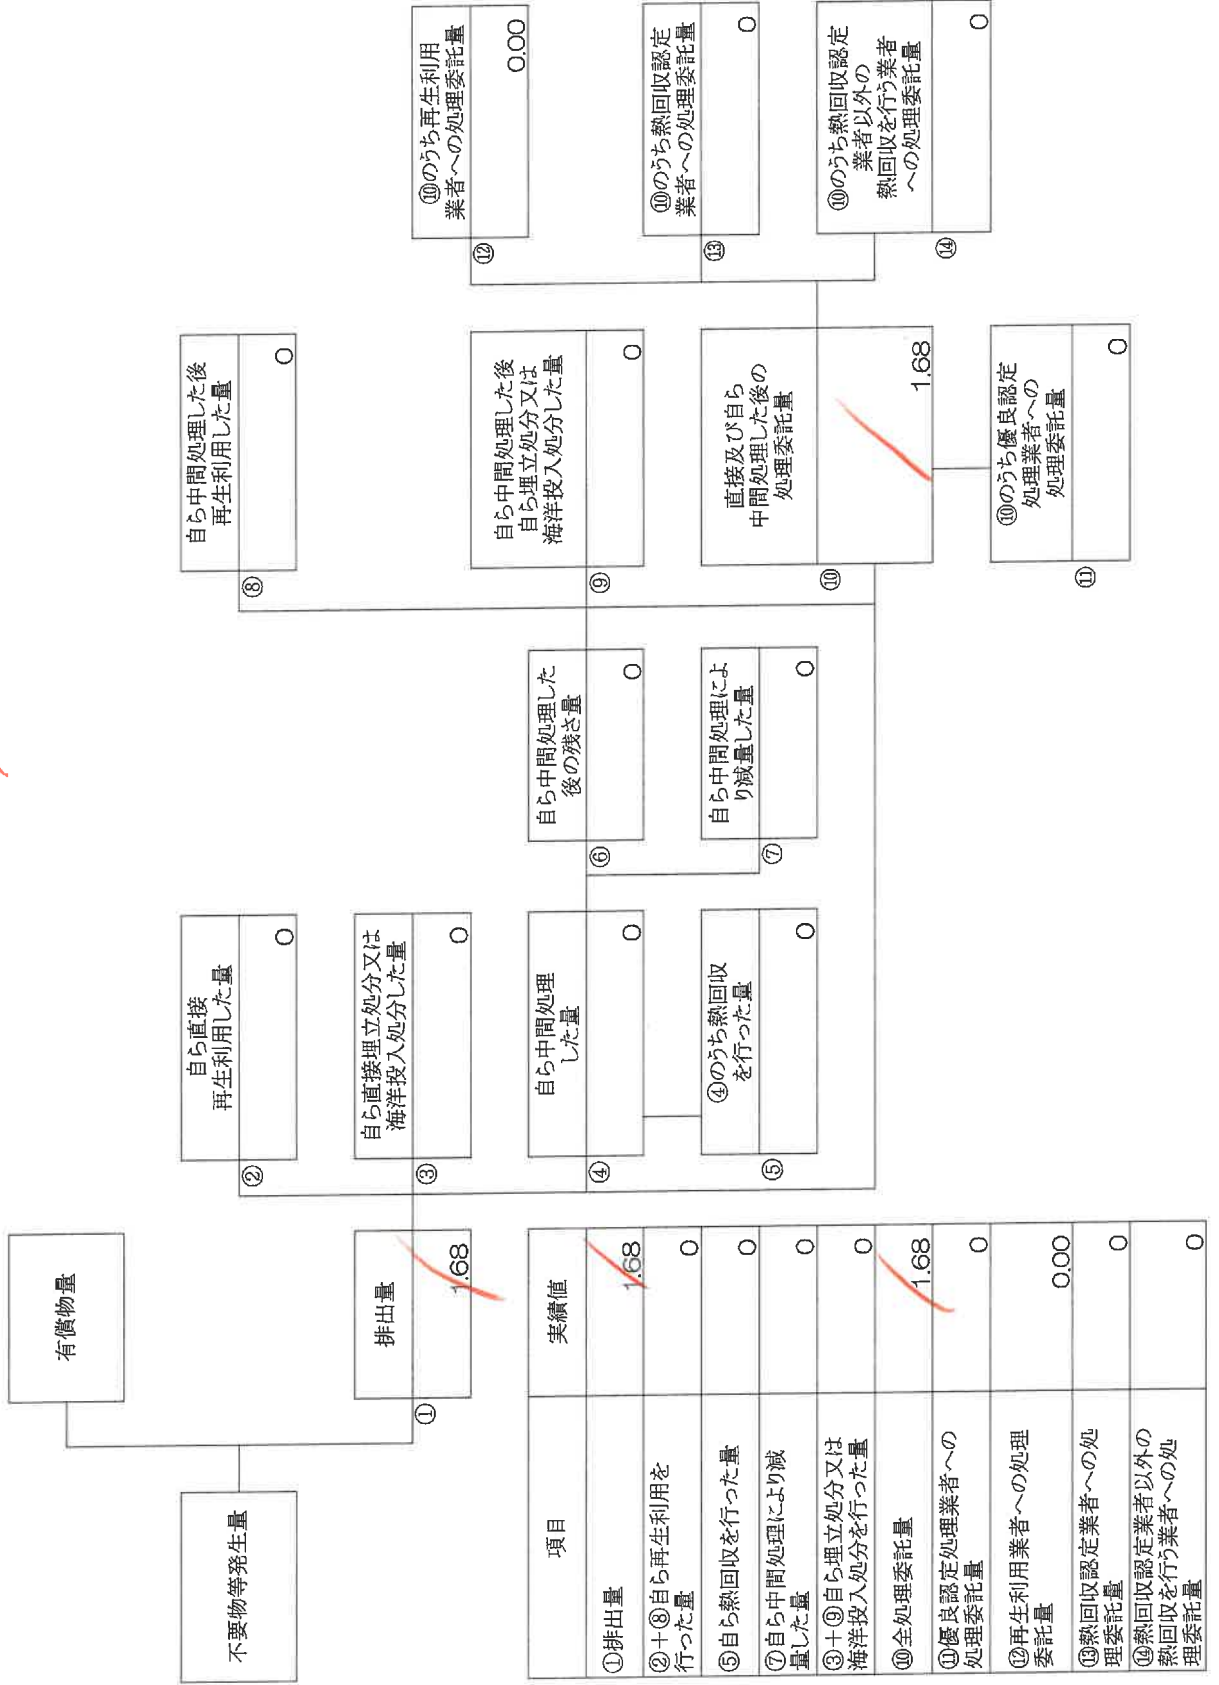 不要物等発生量
有償物量
排出量
①
1.68
自ら直接
再生利用した量
②
0
自ら直接埋立処分又は
海洋投入処分した量
③
0
自ら中間処理
した量
④
0
④のうち熱回収
を行った量
⑤
0
自ら中間処理した
後の残さ量
⑥
0
自ら中間処理によ
り減量した量
⑦
0
自ら中間処理した後
再生利用した量
⑧
0
自ら中間処理した後
自ら埋立処分又は
海洋投入処分した量
⑨
0
直接及び自ら
中間処理した後の
処理委託量
⑩
1.68
⑩のうち優良認定
処理業者への
処理委託量
⑪
0
⑩のうち再生利用
業者への処理委託量
⑫
0.00
⑩のうち熱回収認定
業者への処理委託量
⑬
0
⑩のうち熱回収認定
業者以外の
熱回収を行う業者
への処理委託量
⑭
0
項目 実績値
①排出量 1.68
②+⑧自ら再生利用を
行った量 0
⑤自ら熱回収を行った量 0
⑦自ら中間処理により減
量した量 0
③+⑨自ら埋立処分又は
海洋投入処分を行った量 0
⑩全処理委託量 1.68
⑪優良認定処理業者への
処理委託量 0
⑫再生利用業者への処理
委託量 0.00
⑬熱回収認定業者への処
理委託量 0
⑭熱回収認定業者以外の
熱回収を行う業者への処
理委託量 0